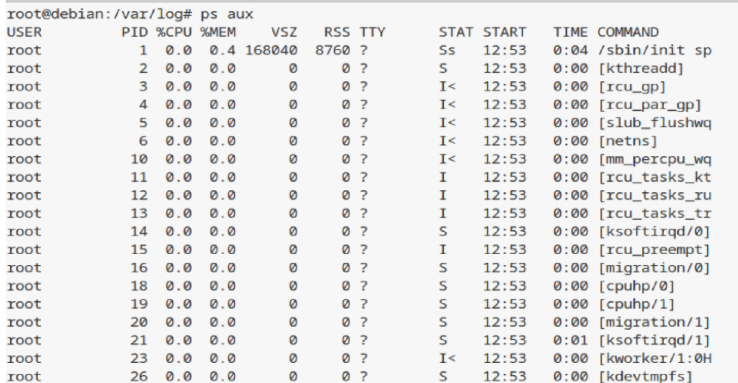 root@debian:/var/log# ps aux
USER PID %CPU %MEM VSZ RSS TTY STAT START TIME COMMAND
root 1 0.0 0.4 168040 8760 ? Ss 12:53 0:04 /sbin/init sp
root 2 0.0 0.0 0 0 ? S 12:53 0:00 [kthreadd]
root 3 0.0 0.0 0 0 ? I< 12:53 0:00 [rcu_gp]
root 4 0.0 0.0 0 0 ? I< 12:53 0:00 [rcu_par_gp]
root 5 0.0 0.0 0 0 ? I< 12:53 0:00 [slub_flushwq
root 6 0.0 0.0 0 0 ? I< 12:53 0:00 [netns]
root 10 0.0 0.0 0 0 ? I< 12:53 0:00 [mm_percpu_wq
root 11 0.0 0.0 0 0 ? I 12:53 0:00 [rcu_tasks_kt
root 12 0.0 0.0 0 0 ? I 12:53 0:00 [rcu_tasks_ru
root 13 0.0 0.0 0 0 ? I 12:53 0:00 [rcu_tasks_tr
root 14 0.0 0.0 0 0 ? S 12:53 0:00 [ksoftirqd/0]
root 15 0.0 0.0 0 0 ? I 12:53 0:00 [rcu_preempt]
root 16 0.0 0.0 0 0 ? S 12:53 0:00 [migration/0]
root 18 0.0 0.0 0 0 ? S 12:53 0:00 [cpuhp/0]
root 19 0.0 0.0 0 0 ? S 12:53 0:00 [cpuhp/1]
root 20 0.0 0.0 0 0 ? S 12:53 0:00 [migration/1]
root 21 0.0 0.0 0 0 ? S 12:53 0:01 [ksoftirqd/1]
root 23 0.0 0.0 0 0 ? I< 12:53 0:00 [kworker/1:0H
root 26 0.0 0.0 0 0 ? S 12:53 0:00 [kdevtmpfs]